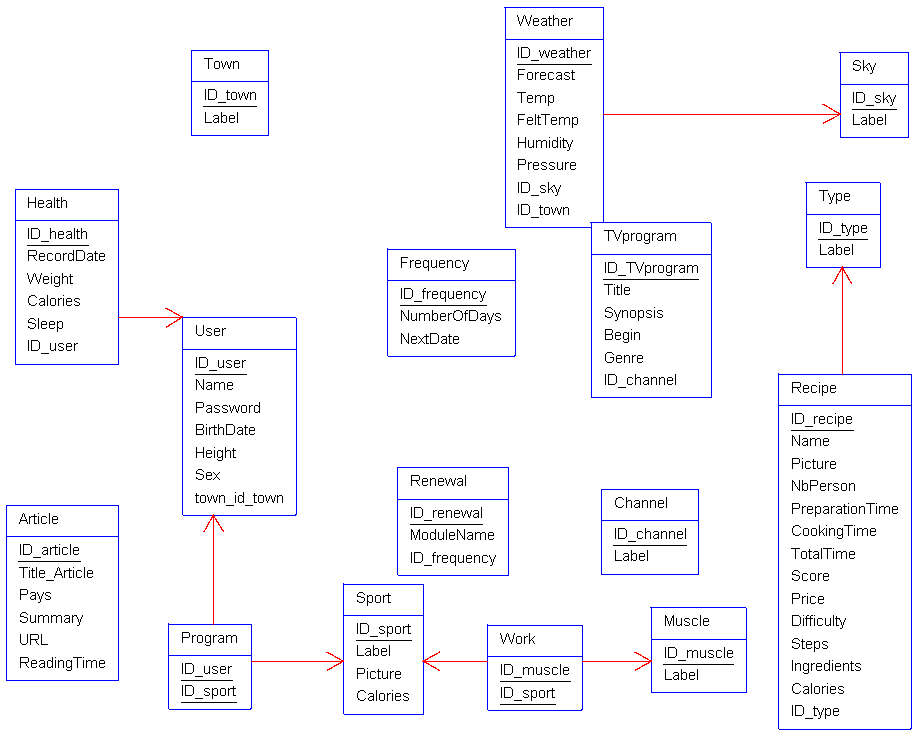 Weather
ID_weather
Forecast
Temp
FeltTemp
Humidity
Pressure
ID_sky
ID_town
Town
ID_town
Label
Sky
ID_sky
Label
Health
ID_health
RecordDate
Weight
Calories
Sleep
ID_user
Type
ID_type
Label
TVprogram
ID_TVprogram
Title
Synopsis
Begin
Genre
ID_channel
Frequency
ID_frequency
NumberOfDays
NextDate
User
ID_user
Name
Password
BirthDate
Height
Sex
town_id_town
Recipe
ID_recipe
Name
Picture
NbPerson
PreparationTime
CookingTime
TotalTime
Score
Price
Difficulty
Steps
Ingredients
Calories
ID_type
Renewal
ID_renewal
ModuleName
ID_frequency
Channel
ID_channel
Label
Article
ID_article
Title_Article
Pays
Summary
URL
ReadingTime
Sport
ID_sport
Label
Picture
Calories
Program
ID_user
ID_sport
Work
ID_muscle
ID_sport
Muscle
ID_muscle
Label